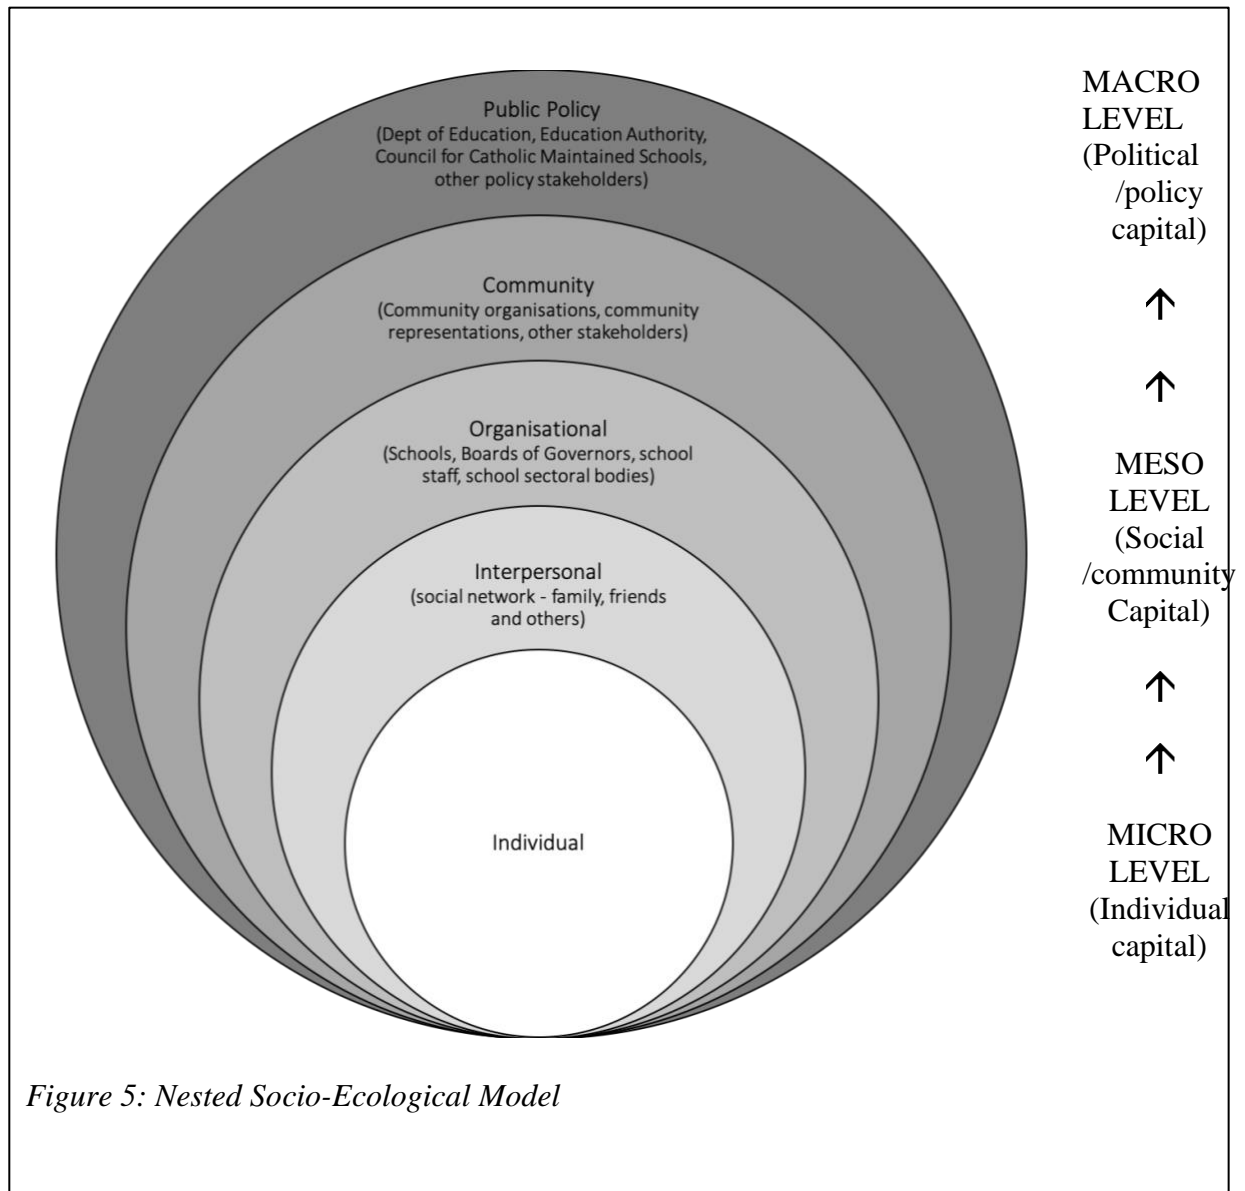 Public Policy
(Dept of Education, Education Authority,
Council for Catholic Maintained Schools,
other policy stakeholders)
Community
(Community organisations, community
representations, other stakeholders)
Organisational
(Schools, Boards of Governors, school
staff, school sectoral bodies)
Interpersonal
(social network - family, friends
and others)
Individual
MACRO
LEVEL
(Political
/policy
capital)
↑
↑
MESO
LEVEL
(Social
/community
Capital)
↑
↑
MICRO
LEVEL
(Individual
capital)
Figure 5: Nested Socio-Ecological Model